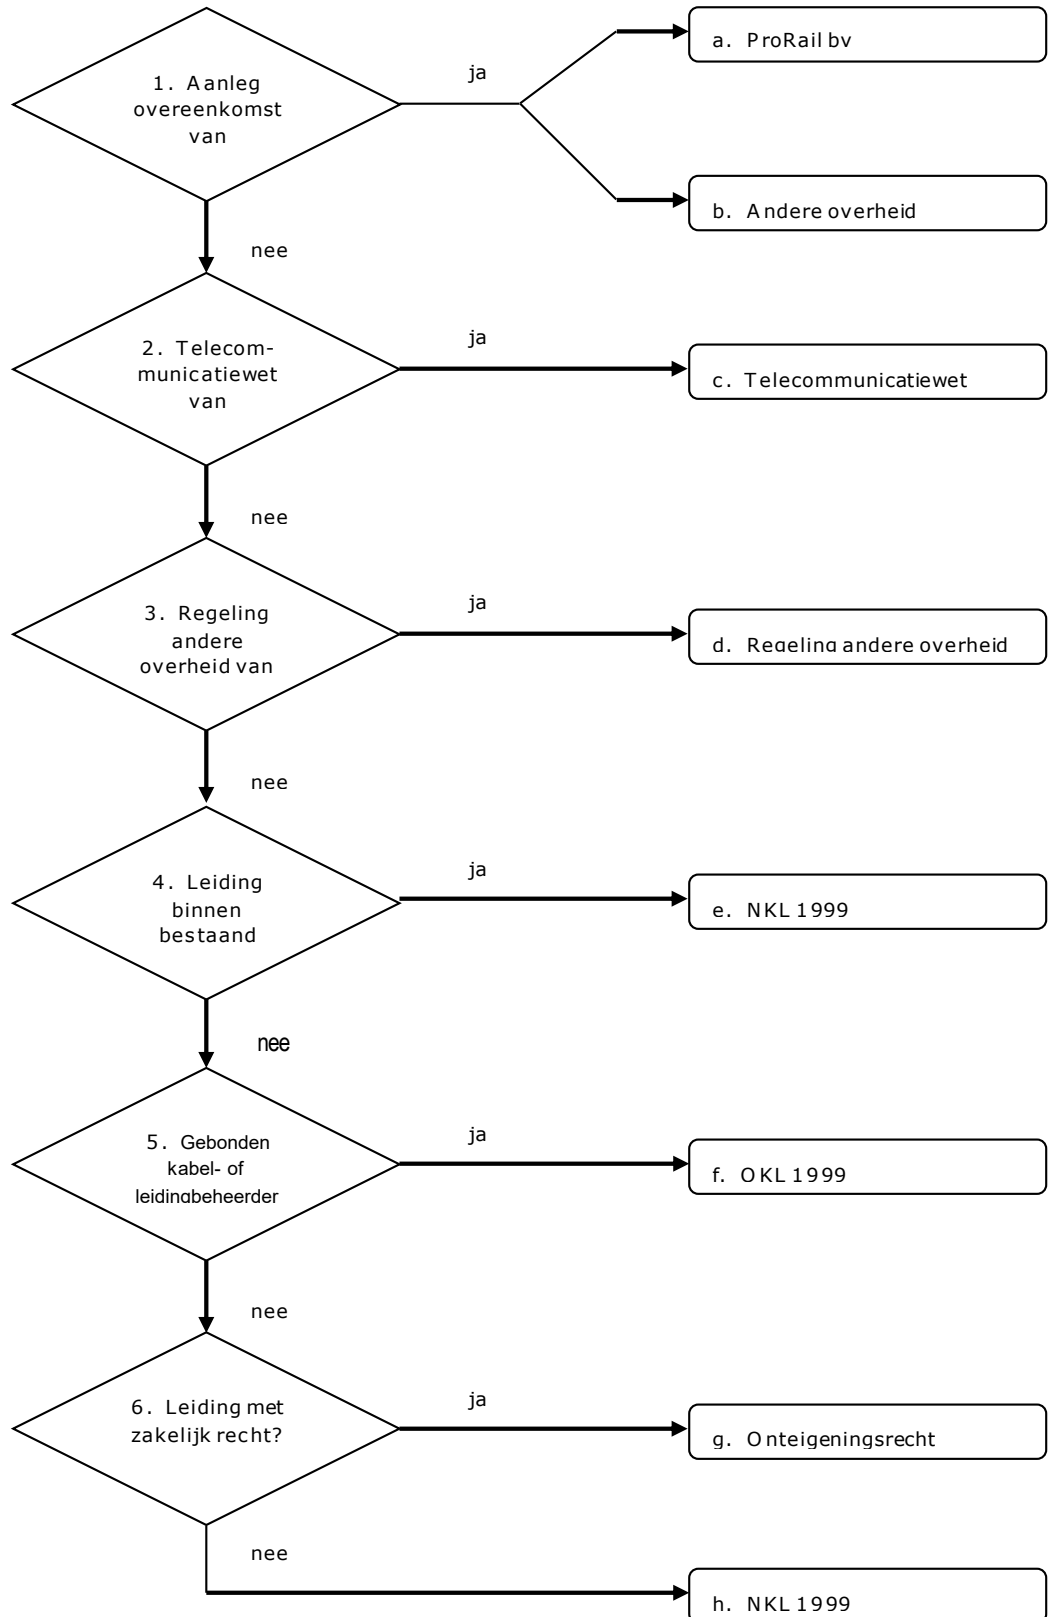 1. Aanleg
overeenkomst
van
ja
a. ProRail bv
b. Andere overheid
nee
2. Telecom-
municatiewet
van
ja
c. Telecommunicatiewet
nee
3. Regeling
andere
overheid van
ja
d. Regeling andere overheid
nee
4. Leiding
binnen
bestaand
ja
e. NKL 1999
nee
5. Gebonden
kabel- of
leidingbeheerder
ja
f. OKL 1999
nee
6. Leiding met
zakelijk recht?
ja
g. Onteigeningsrecht
nee
h. NKL 1999